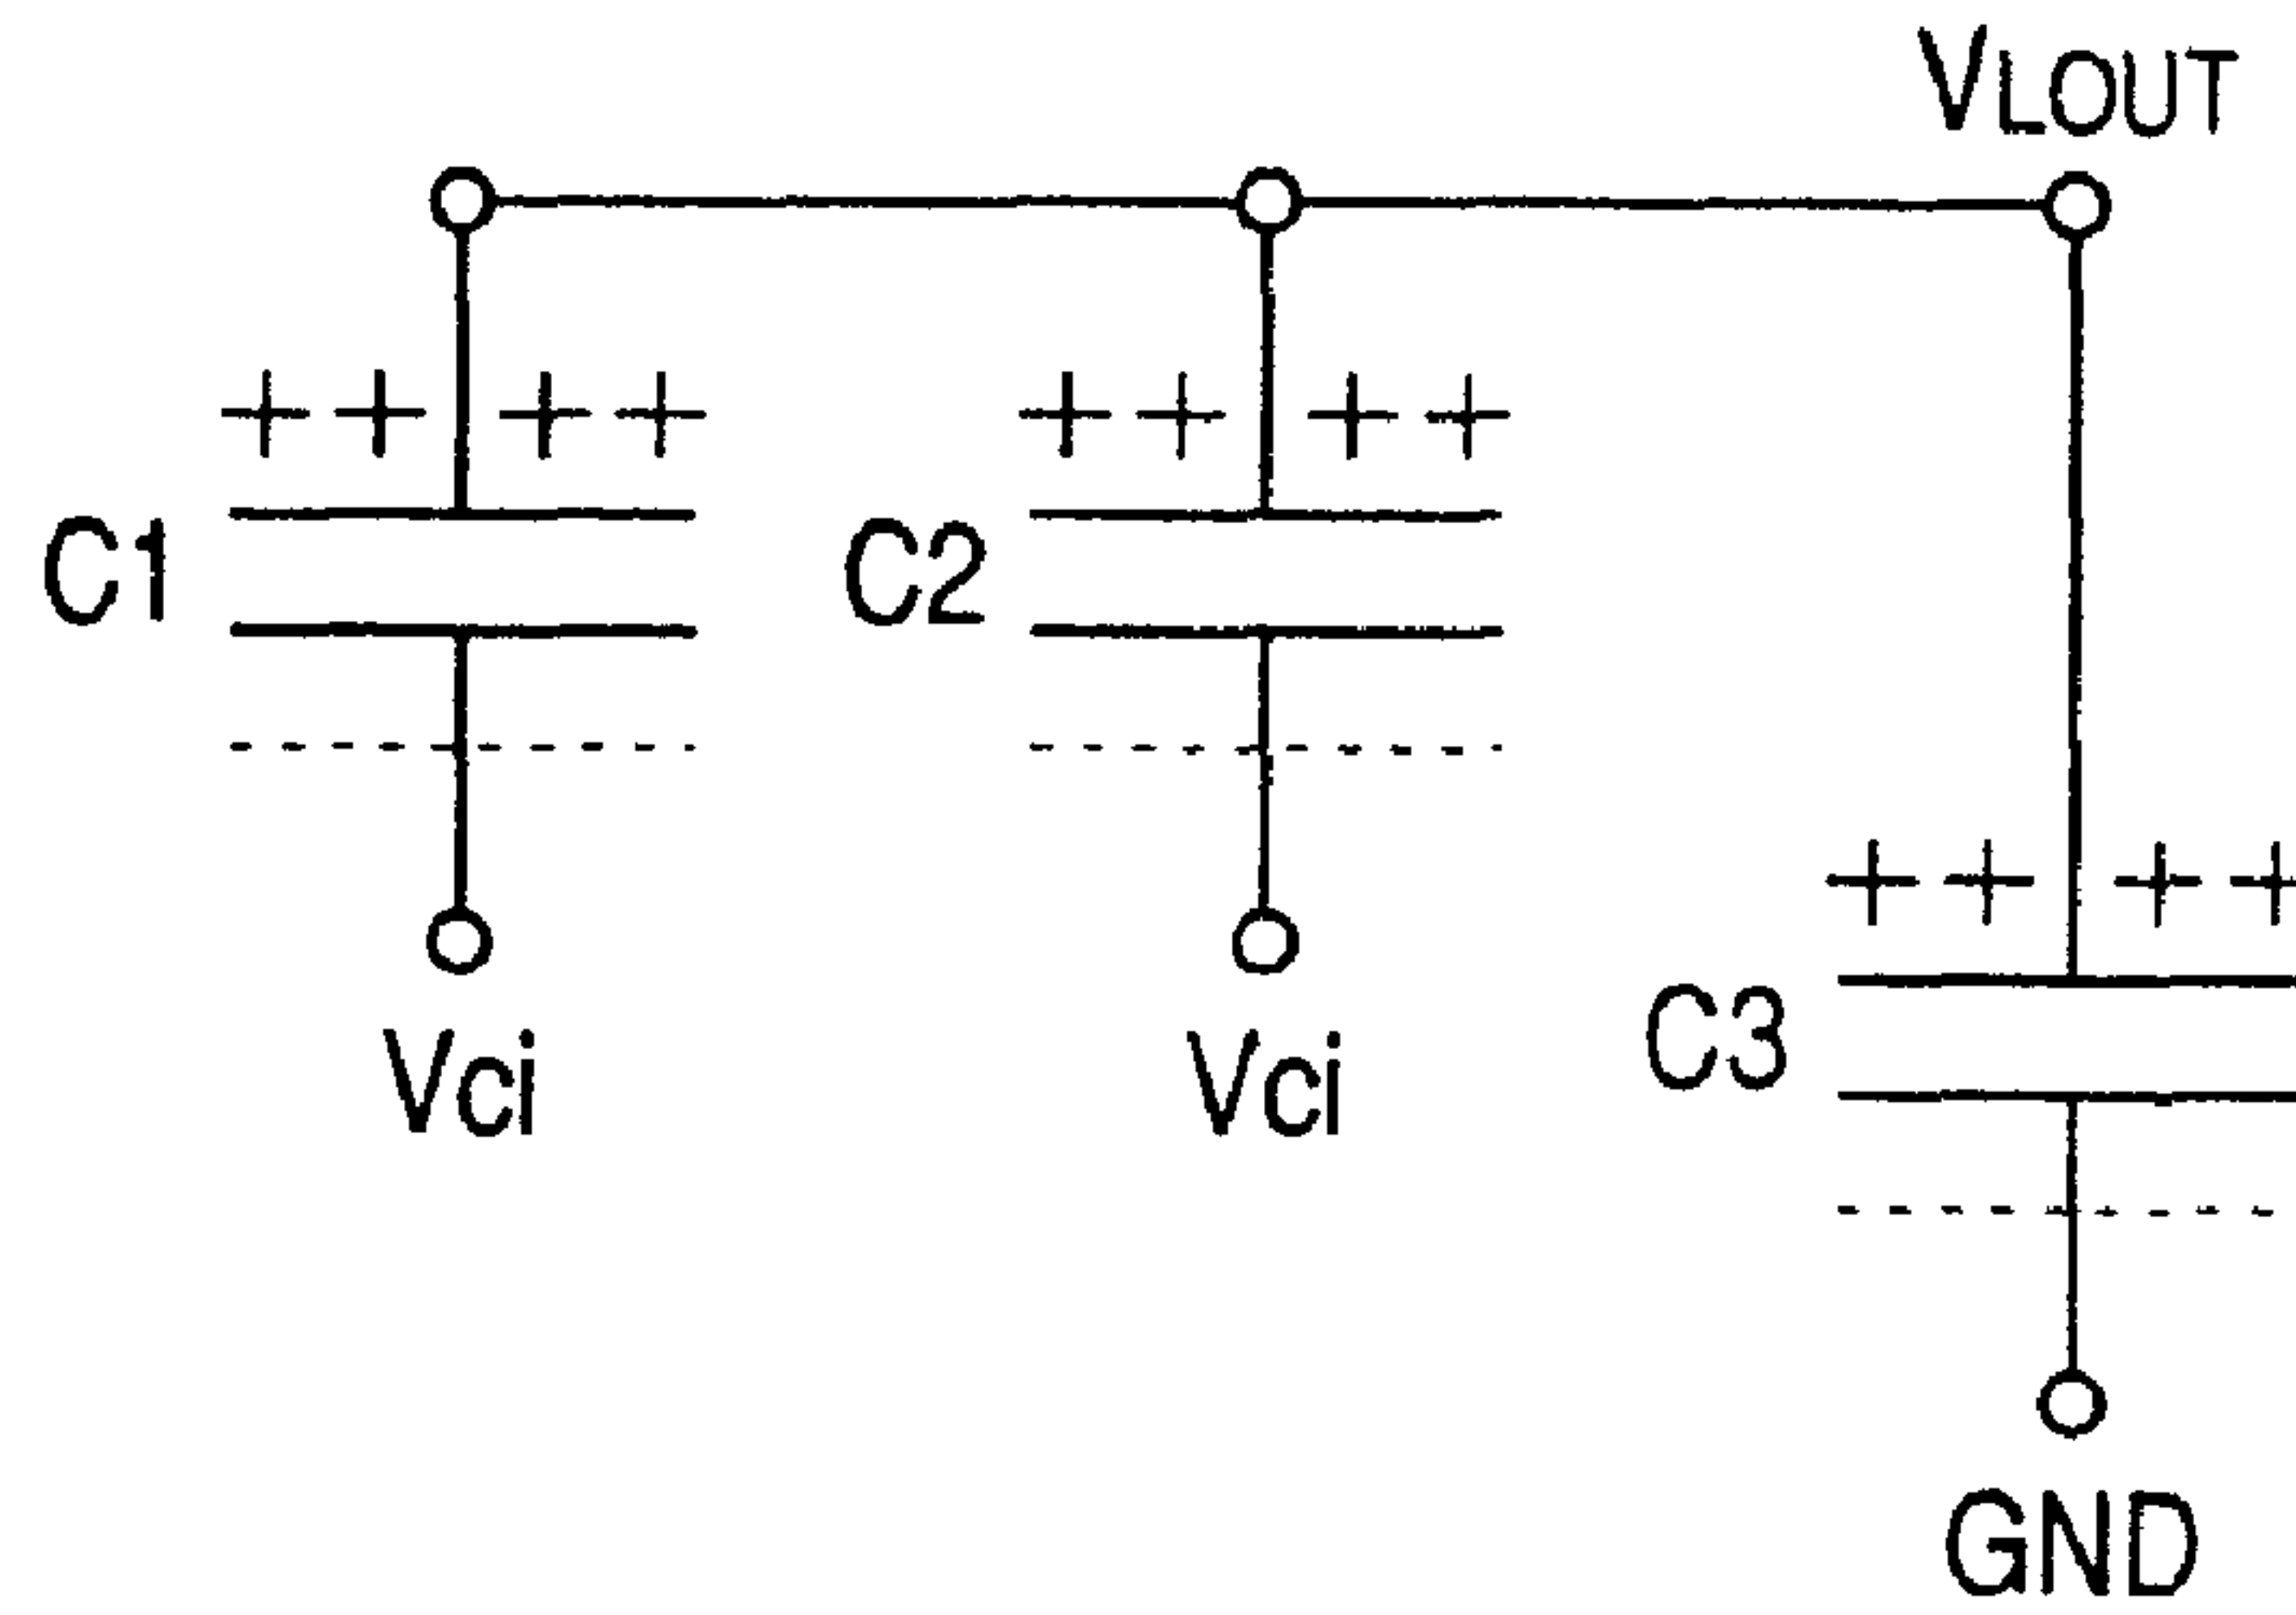 VLOUT
+ + + +
+ + + +
C1
C2
+ + + +
C3
Vci
Vci
GND